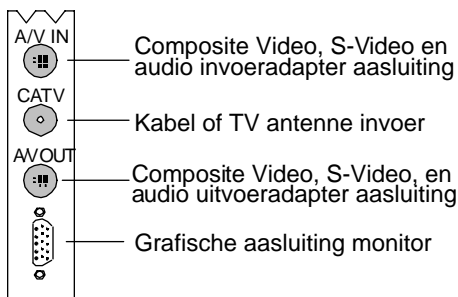 A/V IN
Composite Video, S-Video en
audio invoeradapter aasluiting
CATV
Kabel of TV antenne invoer
A/V OUT
Composite Video, S-Video, en
audio uitvoeradapter aasluiting
Grafische aasluiting monitor